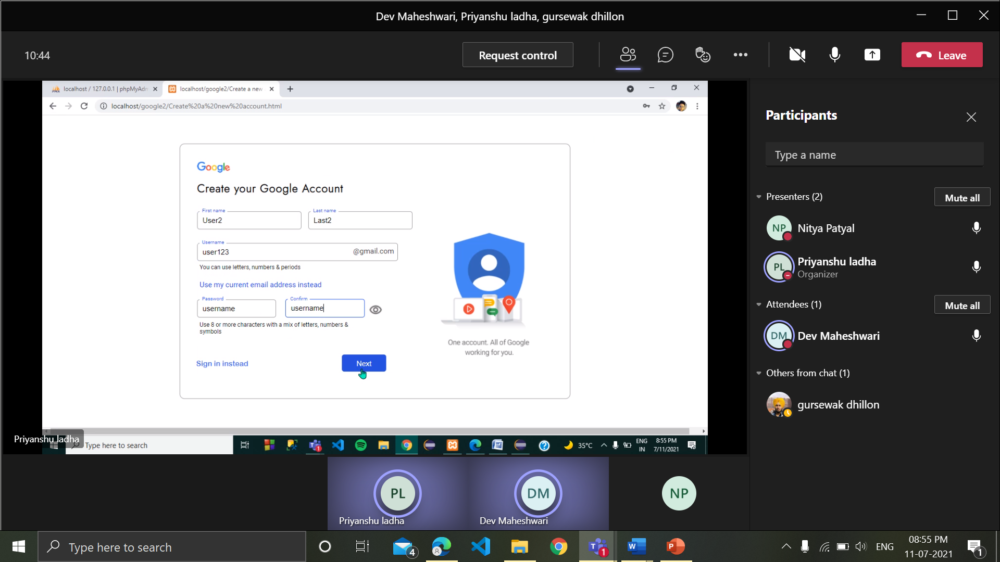 Dev Maheshwari, Priyanshu ladha, gursewak dhillon
10:44
Request control
Leave
localhost / 127.0.0.1 | phpMyAdm
localhost/google2/Create a new
localhost/google2/Create%20a%20new%20account.html
Google
Create your Google Account
First name
User2
Last name
Last2
Username
user123
@gmail.com
You can use letters, numbers & periods
Use my current email address instead
Password
username
Confirm
username
Use 8 or more characters with a mix of letters, numbers &
symbols
Sign in instead
Next
One account. All of Google
working for you.
Priyanshu ladha
Type here to search
35°C
ENG
IN
8:55 PM
7/11/2021
Participants
Type a name
Presenters (2)
Mute all
NP
Nitya Patyal
PL
Priyanshu ladha
Organizer
Attendees (1)
Mute all
DM
Dev Maheshwari
Others from chat (1)
gursewak dhillon
PL
Priyanshu ladha
DM
Dev Maheshwari
NP
Type here to search
4
1
ENG
08:55 PM
11-07-2021
1